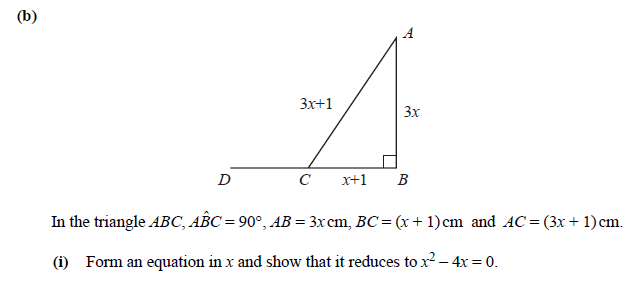 (b)
A
3x+1
3x
D
C
x+1
B
In the triangle ABC, AB̂C = 90°, AB = 3x cm, BC = (x + 1) cm and AC = (3x + 1) cm.
(i) Form an equation in x and show that it reduces to x² – 4x = 0.